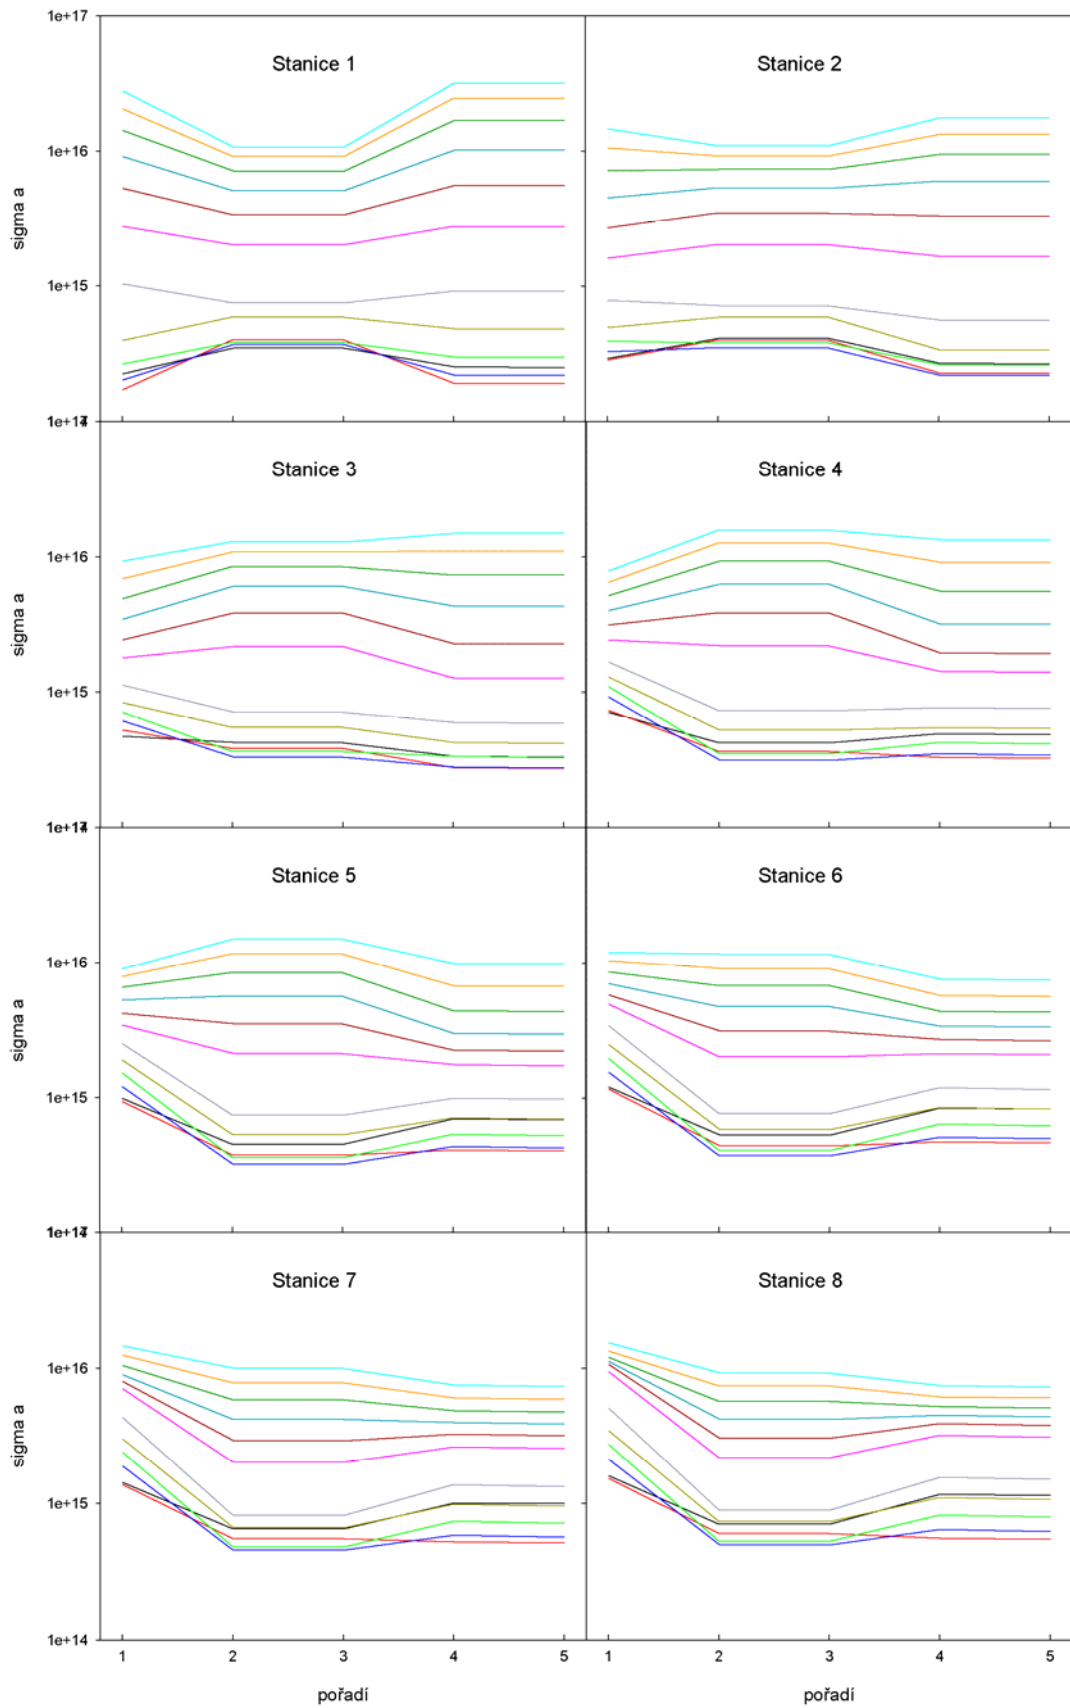 1e+17
Stanice 1
Stanice 2
1e+16
sigma a
1e+15
1e+14
Stanice 3
Stanice 4
1e+16
sigma a
1e+15
1e+14
Stanice 5
Stanice 6
1e+16
sigma a
1e+15
1e+14
Stanice 7
Stanice 8
1e+16
sigma a
1e+15
1e+14
1 2 3 4 5 1 2 3 4 5
pořadí pořadí